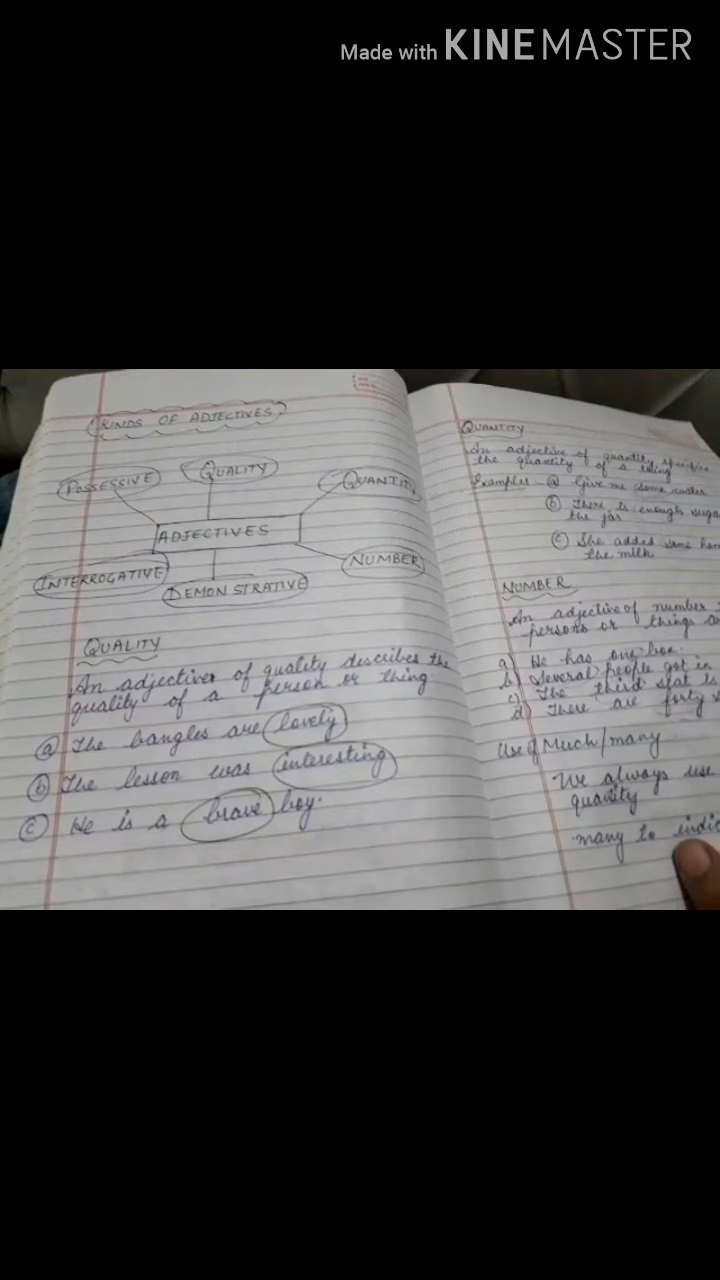 Made with KINEMASTER
KINDS OF ADJECTIVES
POSSESSIVE
QUALITY
QUANTITY
ADJECTIVES
INTERROGATIVE
DEMONSTRATIVE
NUMBER
QUALITY
An adjective of quality describes the
quality of a person or thing
(a) The bangles are lovely
(b) The lesson was interesting
(c) He is a brave boy.
QUANTITY
An adjective of quantity
the quantity of a thing
Examples - (a) Give me some water
(b) There is enough
the jar
(c) She added some
the milk
NUMBER
An adjective of number
persons or things
a) He has one
b) Several people got in
c) The third seat is
d) There are forty
Use of Much/many
We always use
quantity
many to